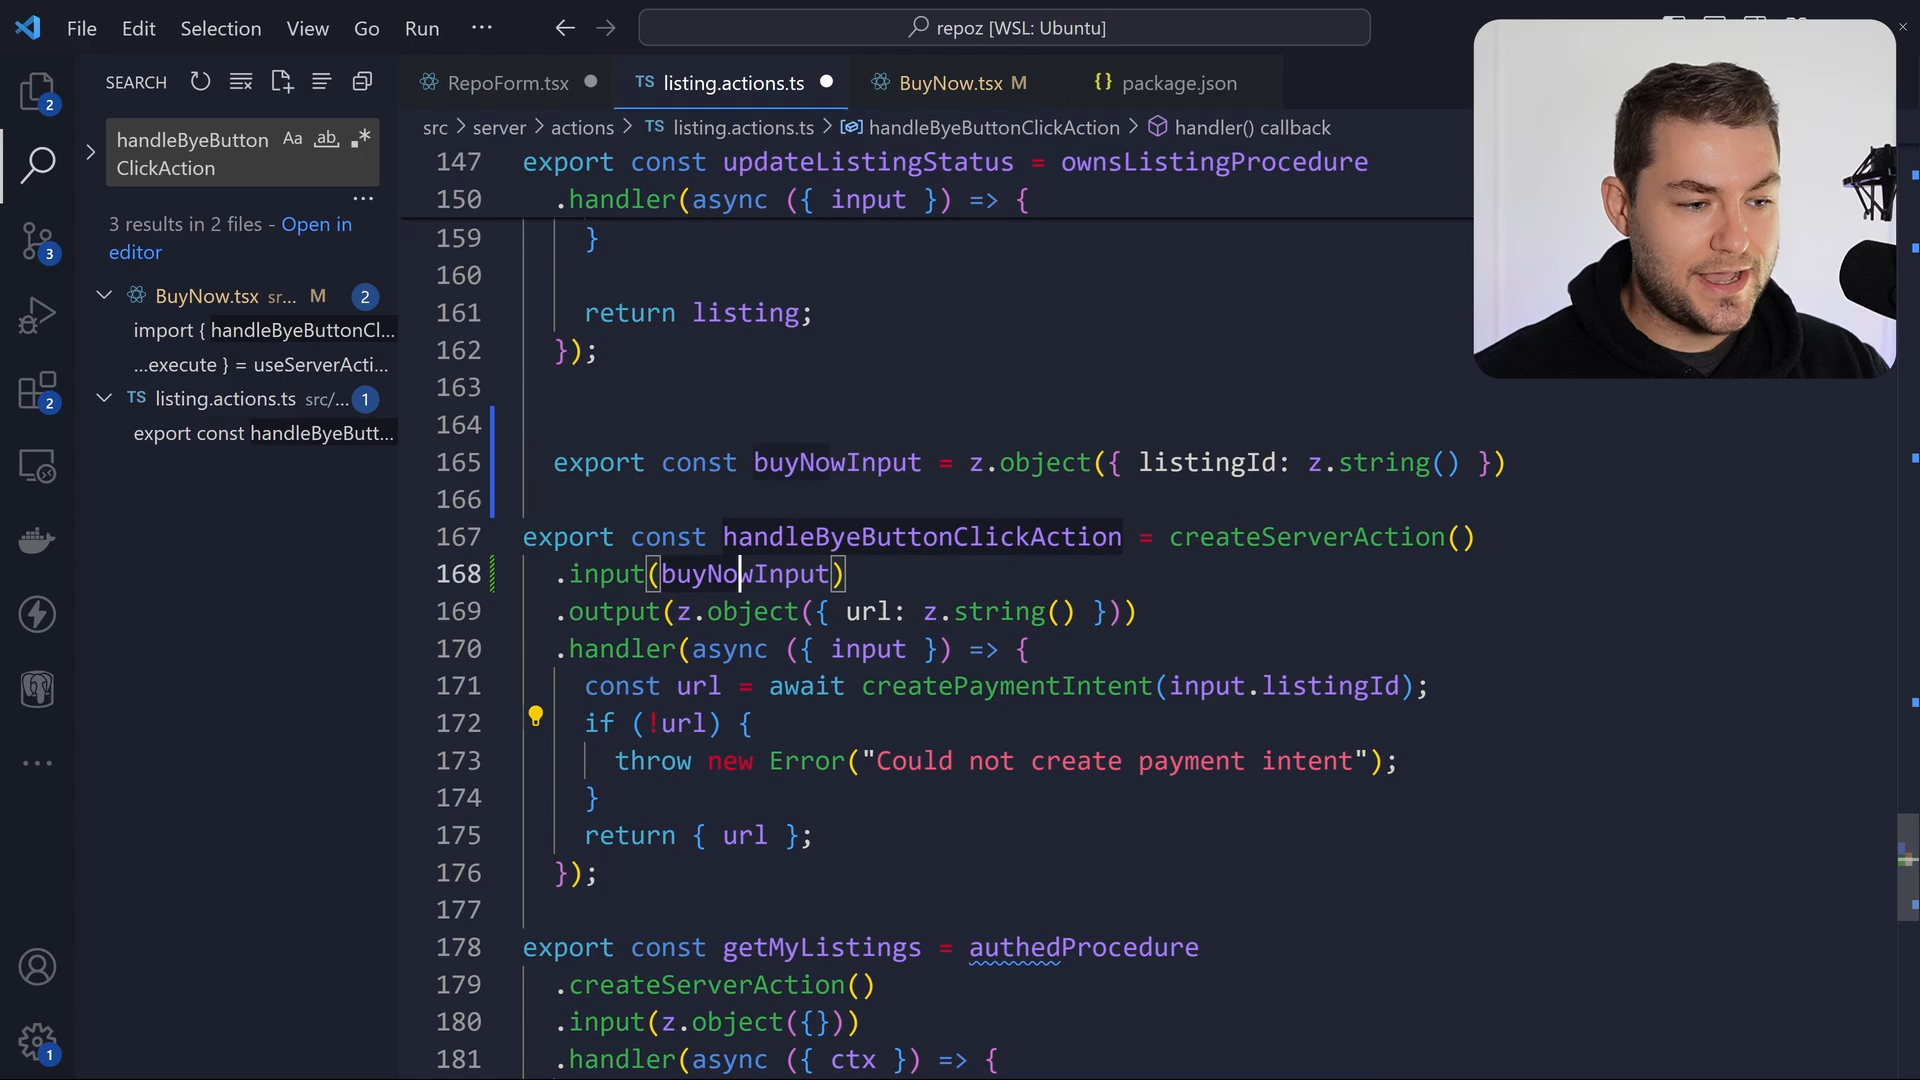 File Edit Selection View Go Run ···
repoz [WSL: Ubuntu]
SEARCH
RepoForm.tsx
TS listing.actions.ts
BuyNow.tsx M
{} package.json
src > server > actions > TS listing.actions.ts > handleByeButtonClickAction > handler() callback
handleByeButton
ClickAction
Aa ab
···
3 results in 2 files - Open in
editor
BuyNow.tsx sr... M 2
import { handleByeButtonCl...
...execute } = useServerActi...
TS listing.actions.ts src/... 1
export const handleByeButt...
2
3
2
1
147 export const updateListingStatus = ownsListingProcedure
150 .handler(async ({ input }) => {
159 }
160
161 return listing;
162 });
163
164
165 export const buyNowInput = z.object({ listingId: z.string() })
166
167 export const handleByeButtonClickAction = createServerAction()
168 .input(buyNowInput)
169 .output(z.object({ url: z.string() }))
170 .handler(async ({ input }) => {
171 const url = await createPaymentIntent(input.listingId);
172 if (!url) {
173 throw new Error("Could not create payment intent");
174 }
175 return { url };
176 });
177
178 export const getMyListings = authedProcedure
179 .createServerAction()
180 .input(z.object({}))
181 .handler(async ({ ctx }) => {